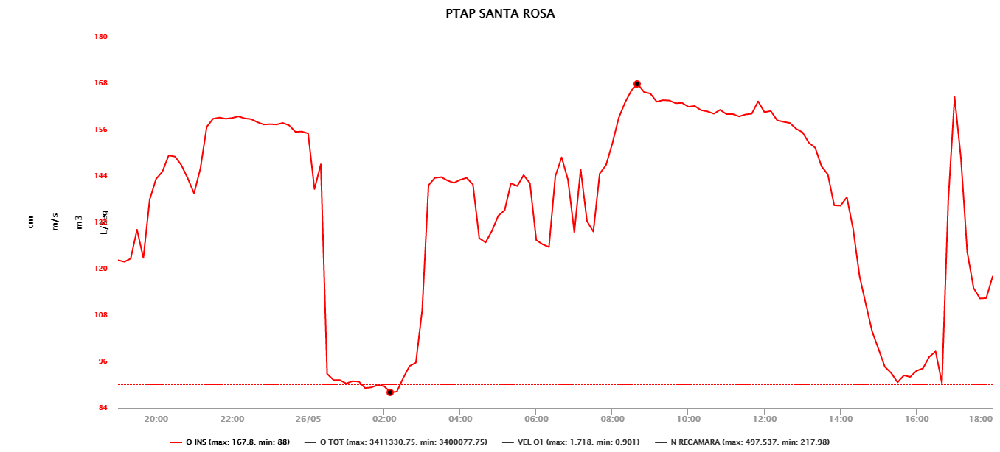 PTAP SANTA ROSA
180
168
156
144
132
120
108
96
84
cm
m/s
m3
L/Seg
20:00 22:00 26/05 02:00 04:00 06:00 08:00 10:00 12:00 14:00 16:00 18:00
Q INS (max: 167.8, min: 88) Q TOT (max: 3411330.75, min: 3400077.75) VEL Q1 (max: 1.718, min: 0.901) N RECAMARA (max: 497.537, min: 217.98)